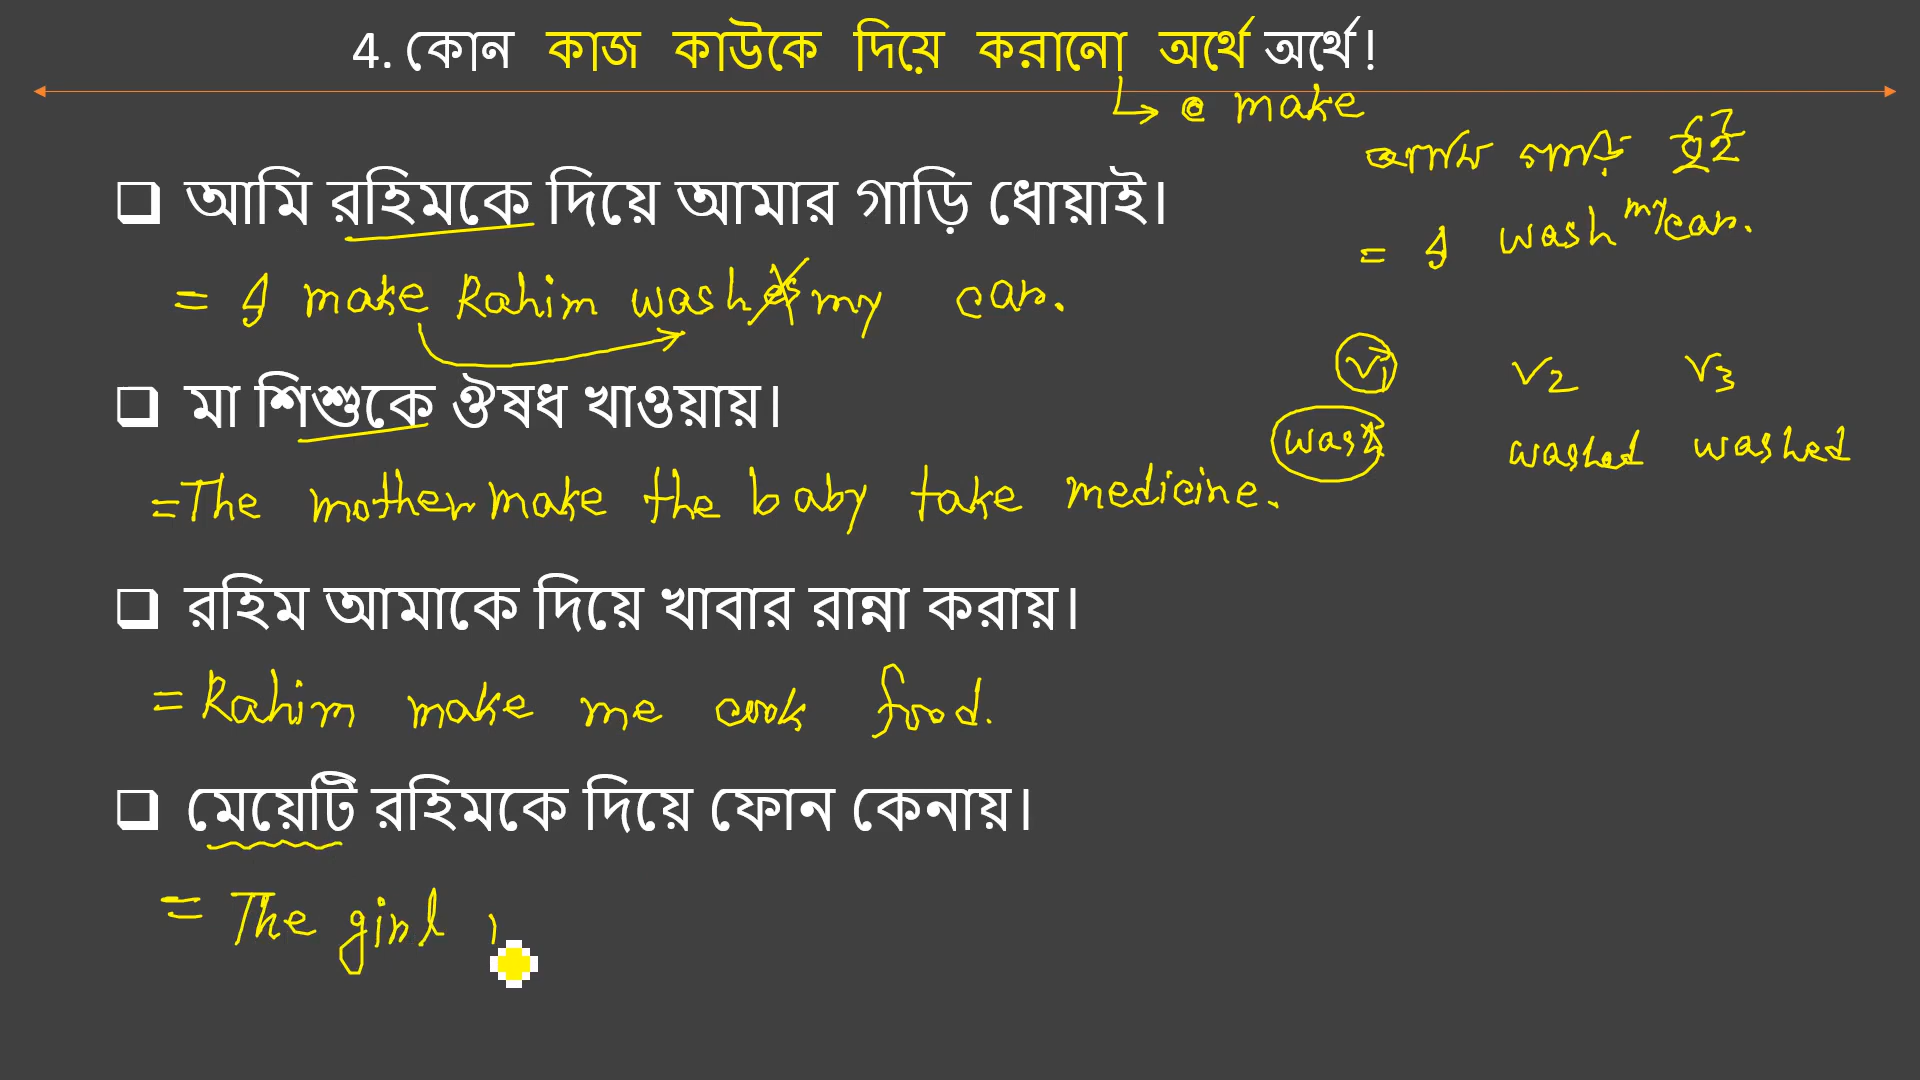 4. কোন কাজ কাউকে দিয়ে করানো অর্থে অর্থে!
make
আমি রহিমকে দিয়ে আমার গাড়ি ধোয়াই।
= I make Rahim wash my car.
আমি গাড়ি ধুই
= I wash my car.
মা শিশুকে ঔষধ খাওয়ায়।
= The mother make the baby take medicine.
V1 V2 V3
wash washed washed
রহিম আমাকে দিয়ে খাবার রান্না করায়।
= Rahim make me cook food.
মেয়েটি রহিমকে দিয়ে ফোন কেনায়।
= The girl